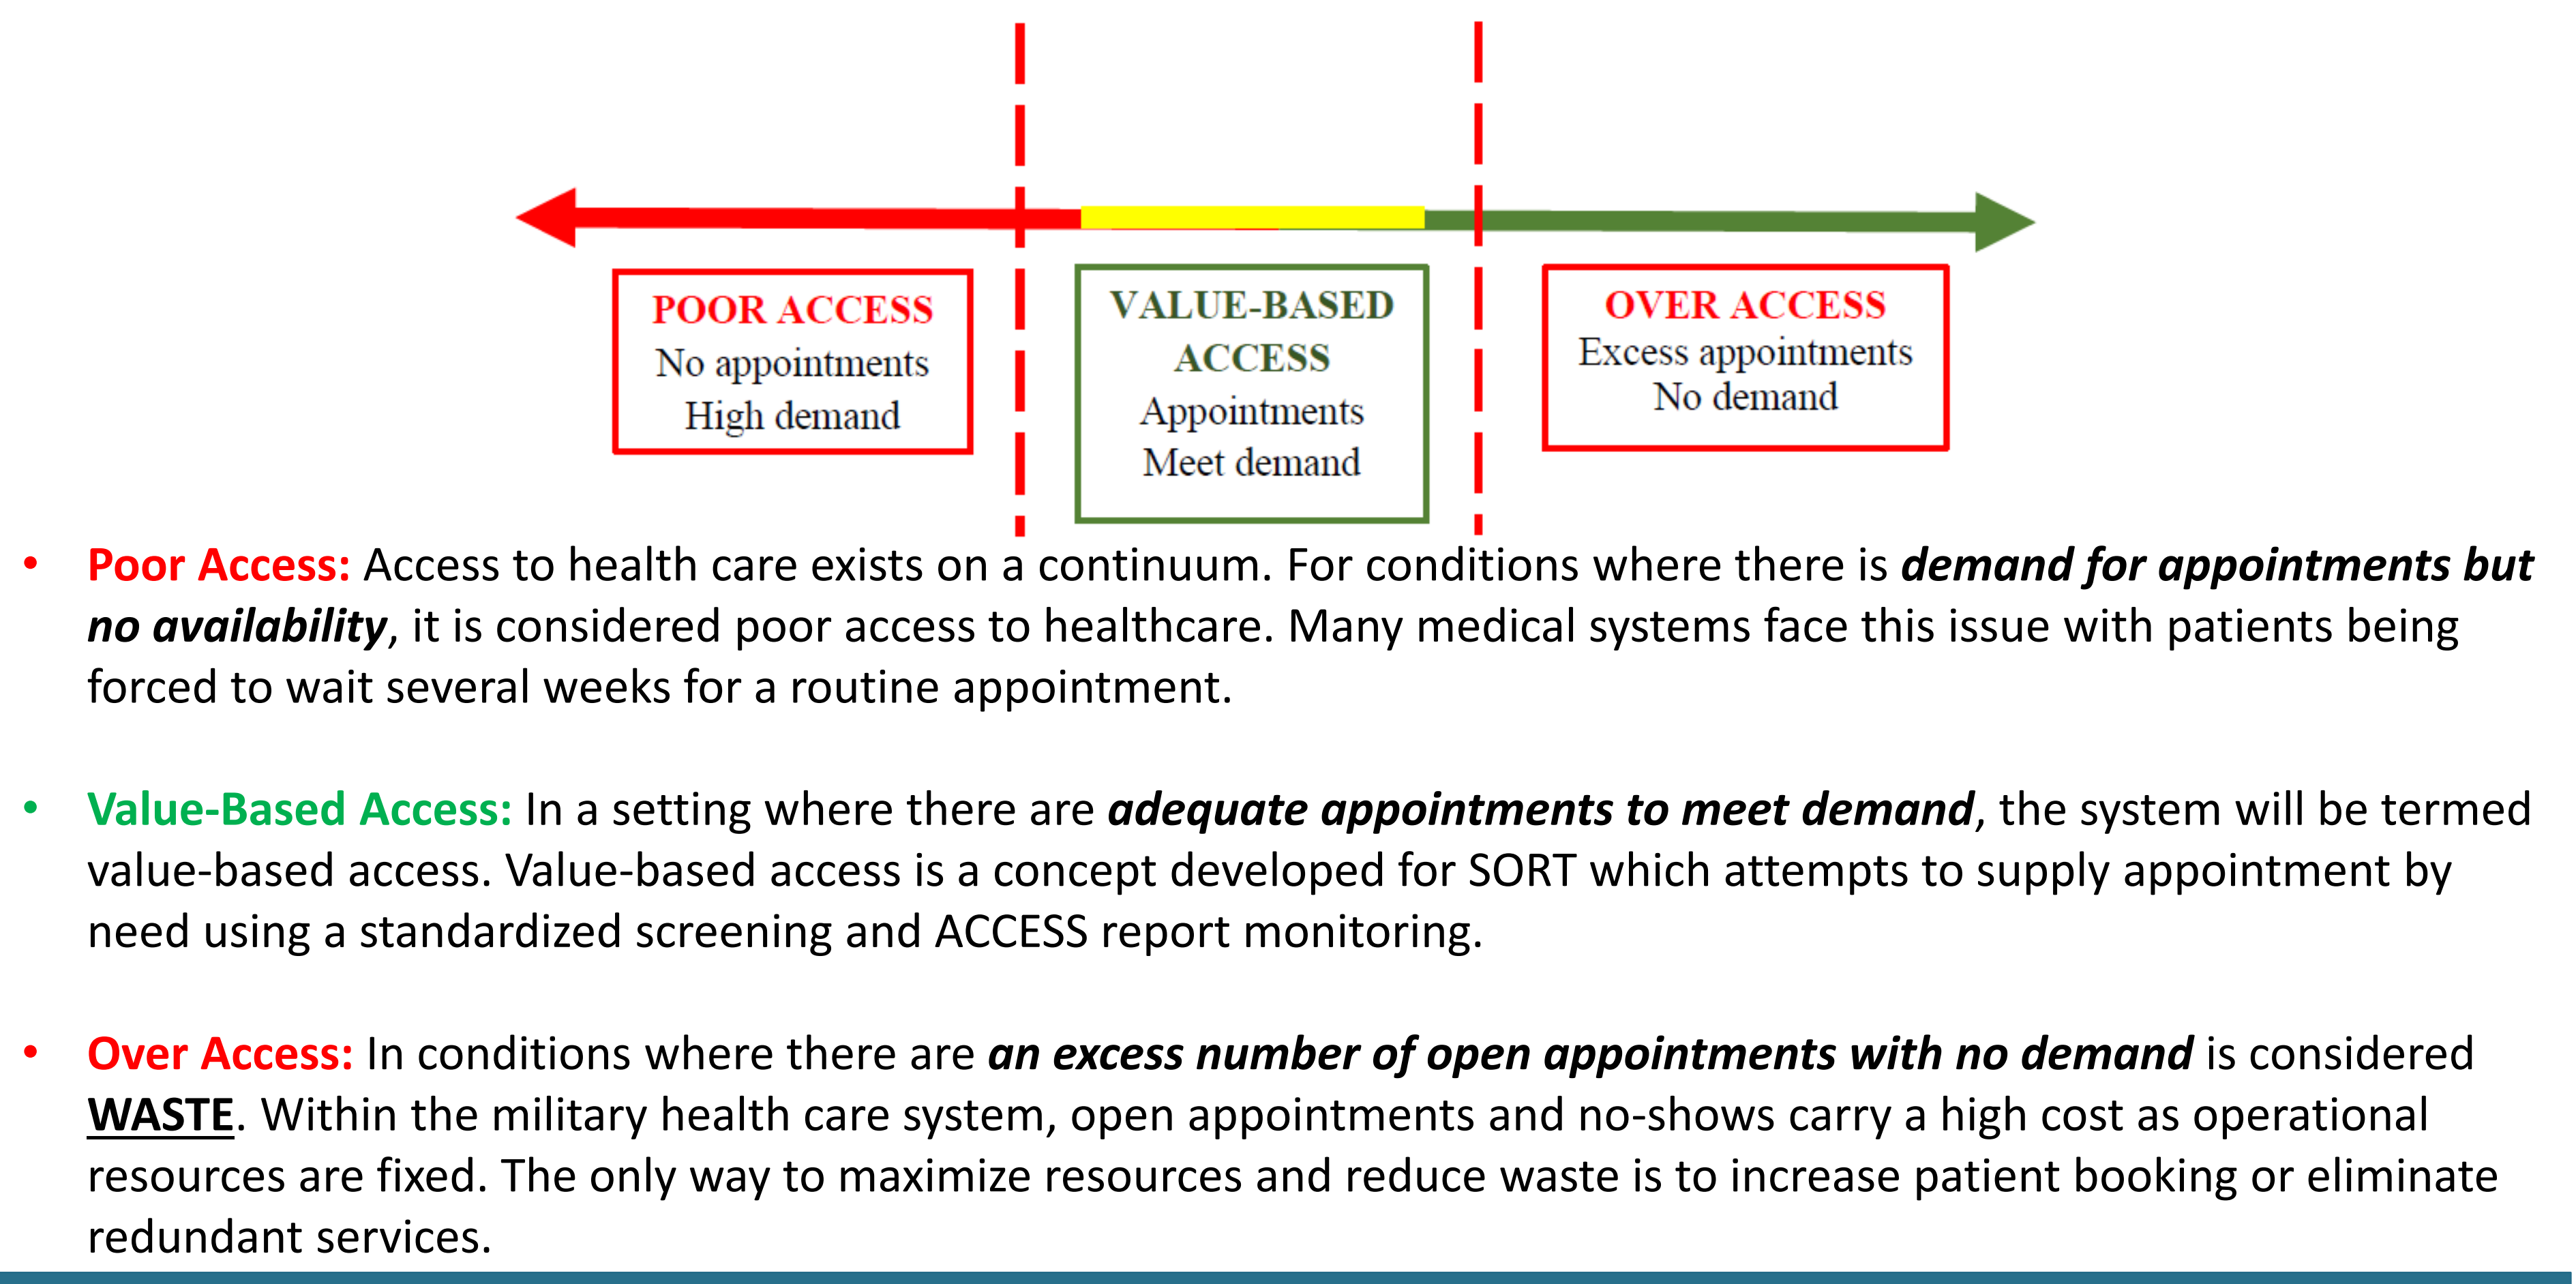 POOR ACCESS
No appointments
High demand
VALUE-BASED
ACCESS
Appointments
Meet demand
OVER ACCESS
Excess appointments
No demand
• Poor Access: Access to health care exists on a continuum. For conditions where there is demand for appointments but
no availability, it is considered poor access to healthcare. Many medical systems face this issue with patients being
forced to wait several weeks for a routine appointment.
• Value-Based Access: In a setting where there are adequate appointments to meet demand, the system will be termed
value-based access. Value-based access is a concept developed for SORT which attempts to supply appointment by
need using a standardized screening and ACCESS report monitoring.
• Over Access: In conditions where there are an excess number of open appointments with no demand is considered
WASTE. Within the military health care system, open appointments and no-shows carry a high cost as operational
resources are fixed. The only way to maximize resources and reduce waste is to increase patient booking or eliminate
redundant services.